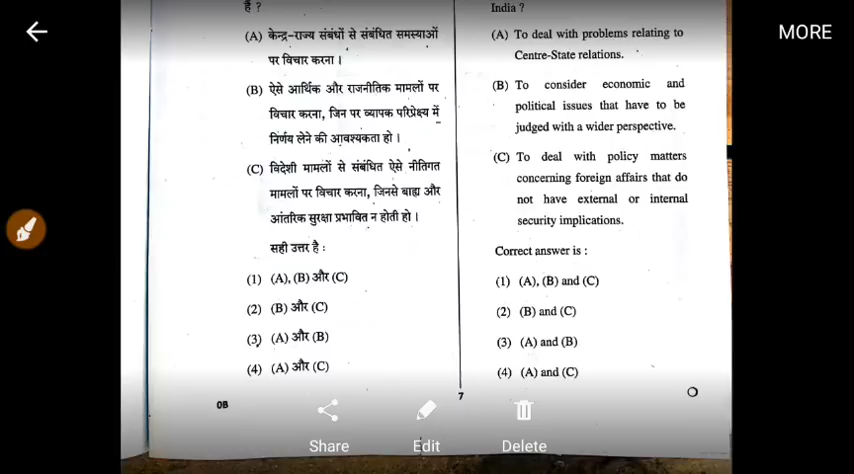 MORE
है ?
(A) केन्द्र-राज्य संबंधों से संबंधित समस्याओं
पर विचार करना ।
(B) ऐसे आर्थिक और राजनीतिक मामलों पर
विचार करना, जिन पर व्यापक परिप्रेक्ष्य में
निर्णय लेने की आवश्यकता हो ।
(C) विदेशी मामलों से संबंधित ऐसे नीतिगत
मामलों पर विचार करना, जिनसे बाह्य और
आंतरिक सुरक्षा प्रभावित न होती हो ।
सही उत्तर है :
(1) (A), (B) और (C)
(2) (B) और (C)
(3) (A) और (B)
(4) (A) और (C)
India ?
(A) To deal with problems relating to
Centre-State relations.
(B) To consider economic and
political issues that have to be
judged with a wider perspective.
(C) To deal with policy matters
concerning foreign affairs that do
not have external or internal
security implications.
Correct answer is :
(1) (A), (B) and (C)
(2) (B) and (C)
(3) (A) and (B)
(4) (A) and (C)
OB
7
Share
Edit
Delete